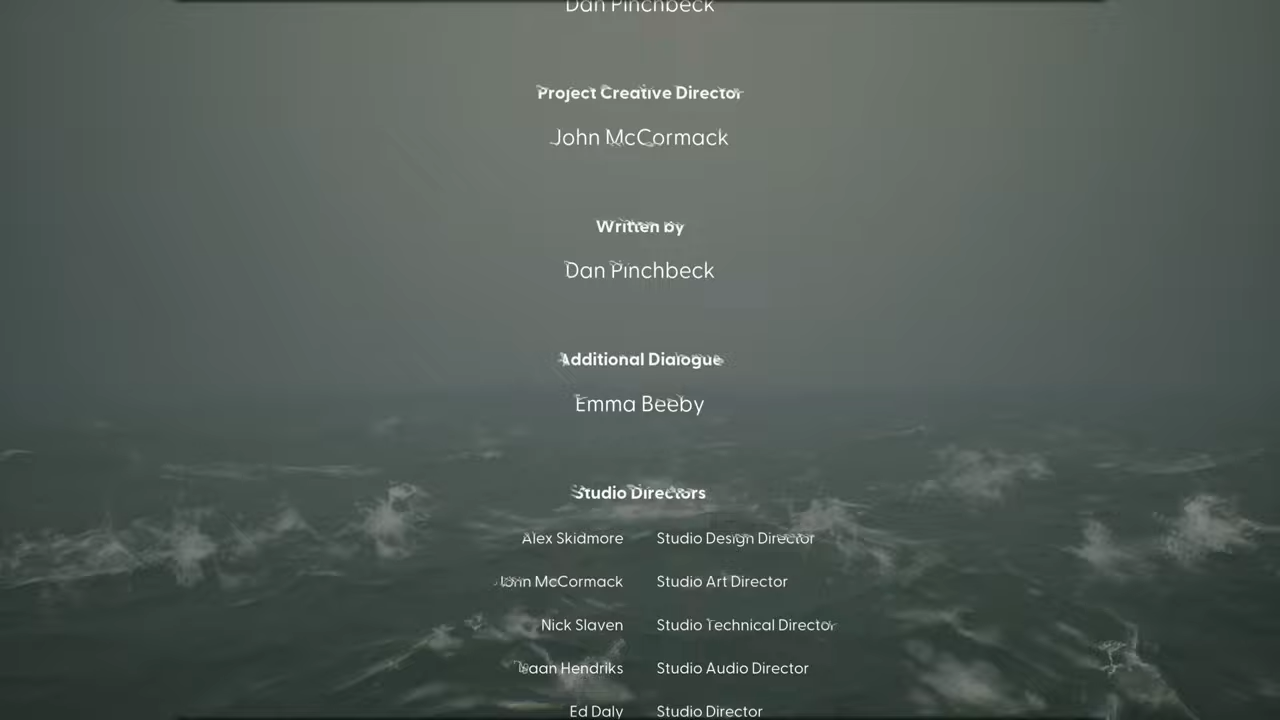 Dan Pinchbeck
Project Creative Director
John McCormack
Written by
Dan Pinchbeck
Additional Dialogue
Emma Beeby
Studio Directors
Alex Skidmore Studio Design Director
John McCormack Studio Art Director
Nick Slaven Studio Technical Director
Daan Hendriks Studio Audio Director
Ed Daly Studio Director